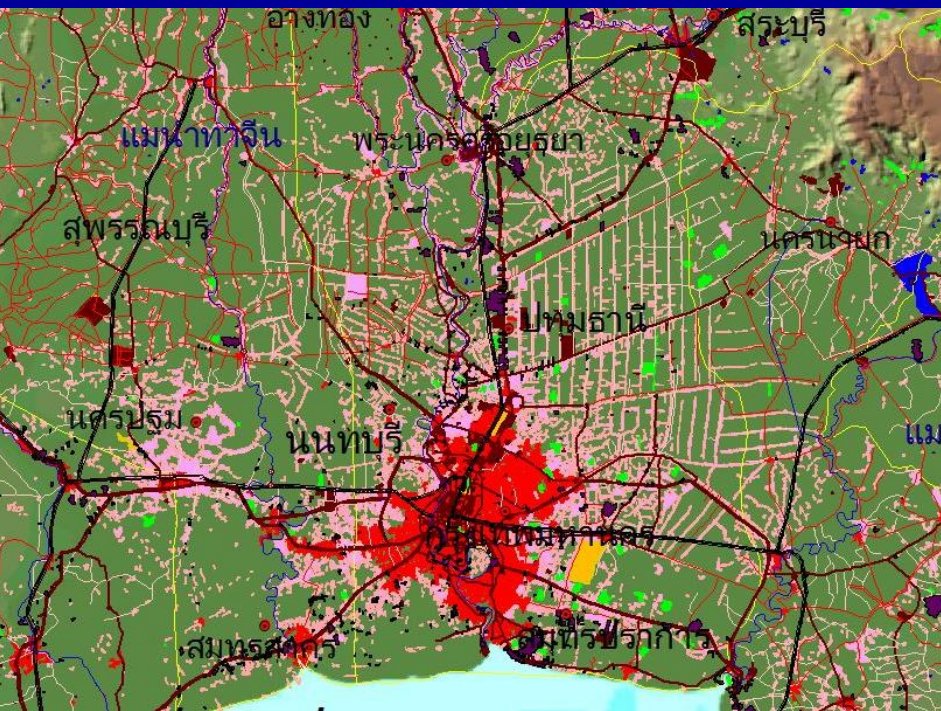 อ่างทอง
สระบุรี
แม่น้ำท่าจีน
พระนครศรีอยุธยา
สุพรรณบุรี
นครนายก
ปทุมธานี
นครปฐม
นนทบุรี
แม
กรุงเทพมหานคร
สมุทรสาคร
สมุทรปราการ